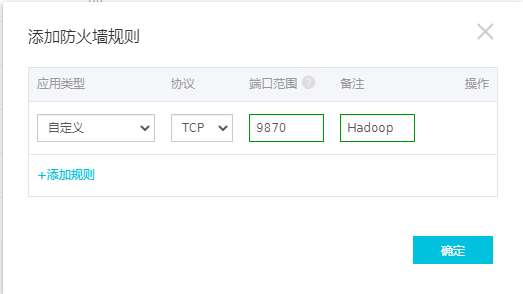 添加防火墙规则
应用类型 协议 端口范围 备注 操作
自定义 TCP 9870 Hadoop
+添加规则
确定